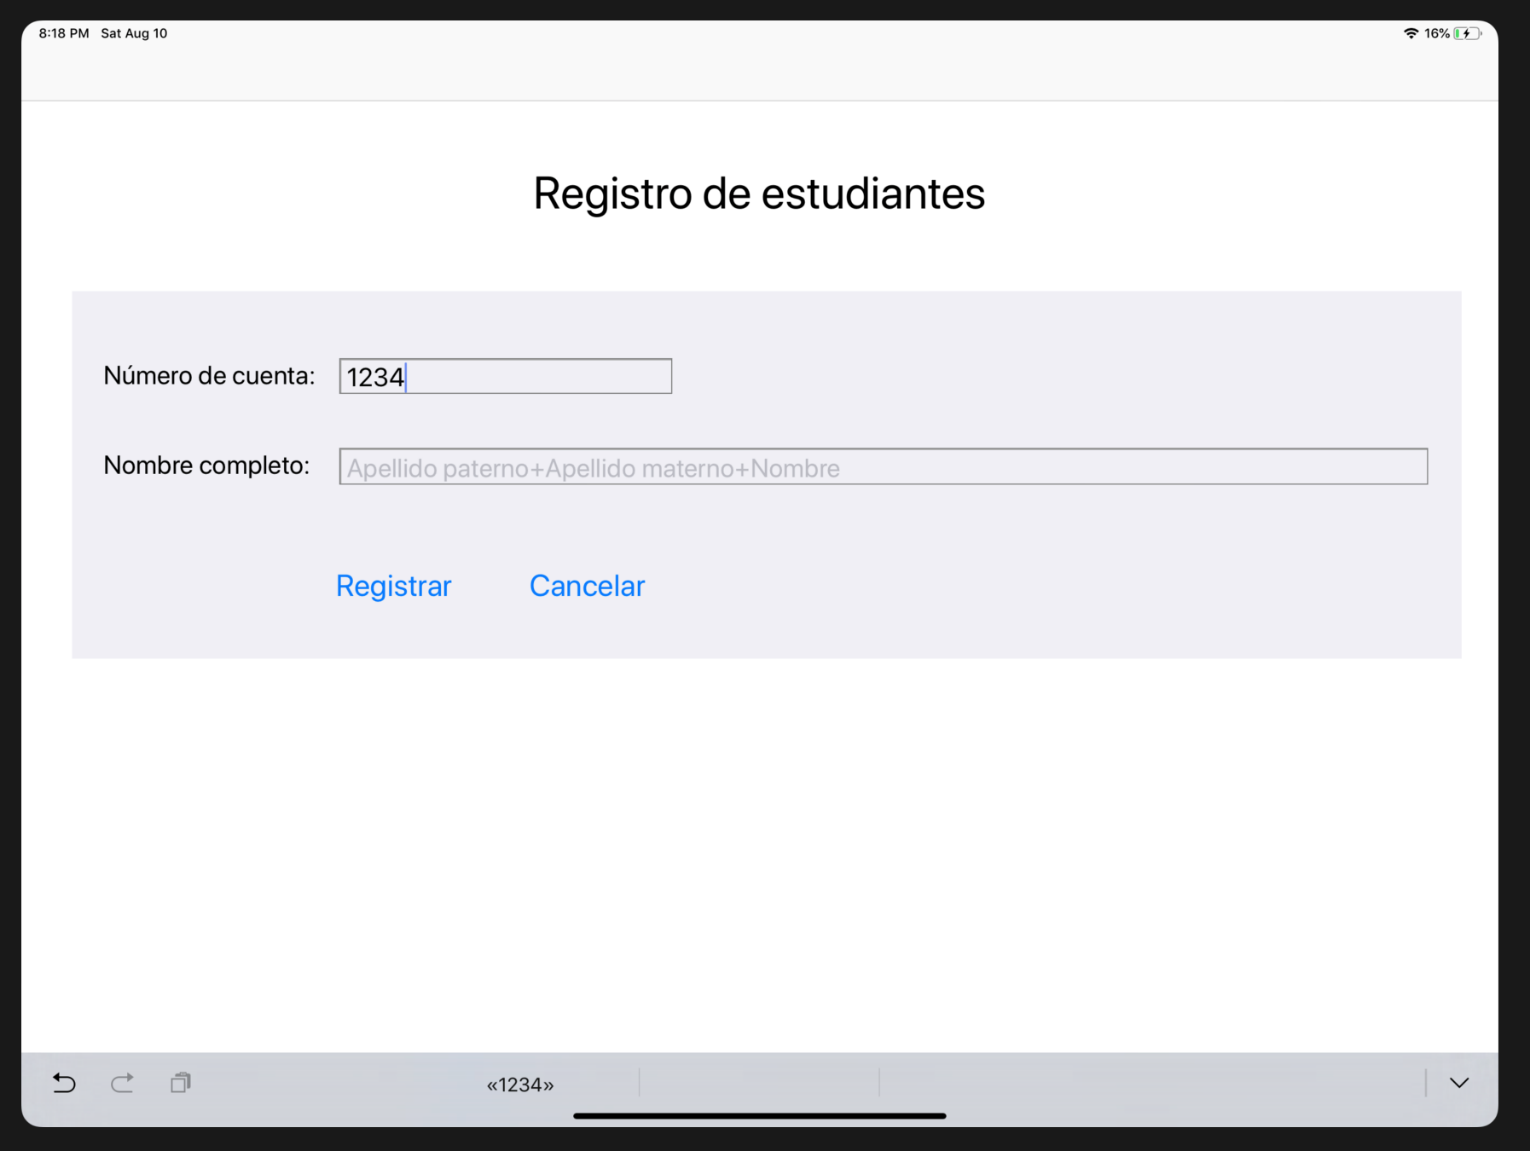 8:18 PM Sat Aug 10 16%
Registro de estudiantes
Número de cuenta: 1234
Nombre completo: Apellido paterno+Apellido materno+Nombre
Registrar Cancelar
«1234»